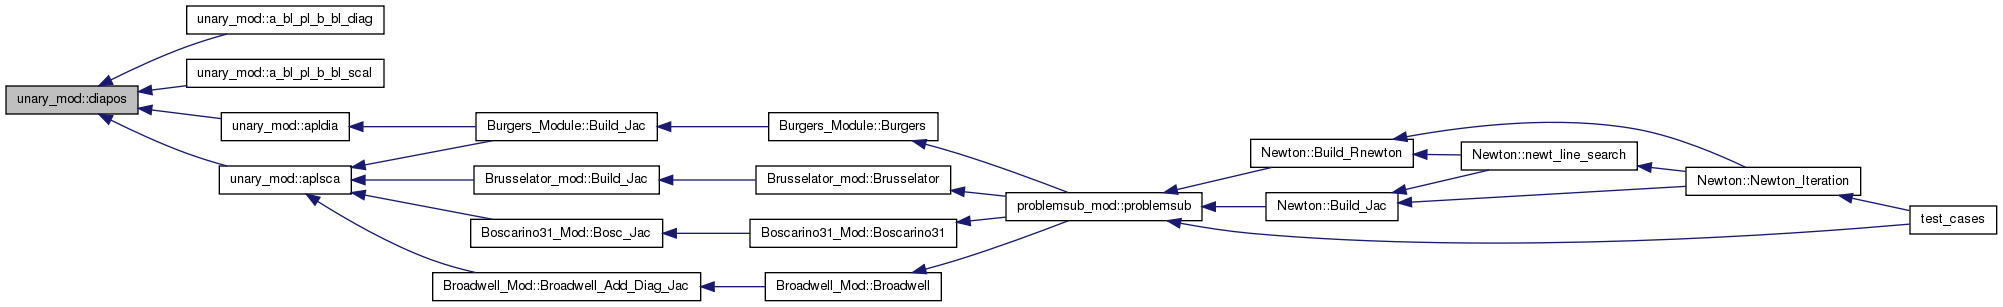 unary_mod::a_bl_pl_b_bl_diag
unary_mod::a_bl_pl_b_bl_scal
unary_mod::diapos
unary_mod::apldia
Burgers_Module::Build_Jac
Burgers_Module::Burgers
Newton::Build_Rnewton
Newton::newt_line_search
unary_mod::aplsca
Brusselator_mod::Build_Jac
Brusselator_mod::Brusselator
Newton::Newton_Iteration
problemsub_mod::problemsub
Newton::Build_Jac
test_cases
Boscarino31_Mod::Bosc_Jac
Boscarino31_Mod::Boscarino31
Broadwell_Mod::Broadwell_Add_Diag_Jac
Broadwell_Mod::Broadwell